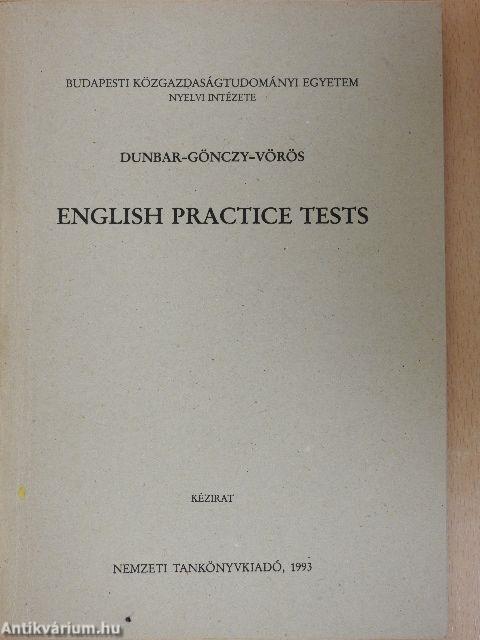 BUDAPESTI KÖZGAZDASÁGTUDOMÁNYI EGYETEM
NYELVI INTÉZETE
DUNBAR-GÖNCZY-VÖRÖS
ENGLISH PRACTICE TESTS
KÉZIRAT
NEMZETI TANKÖNYVKIADÓ, 1993
Antikvárium.hu